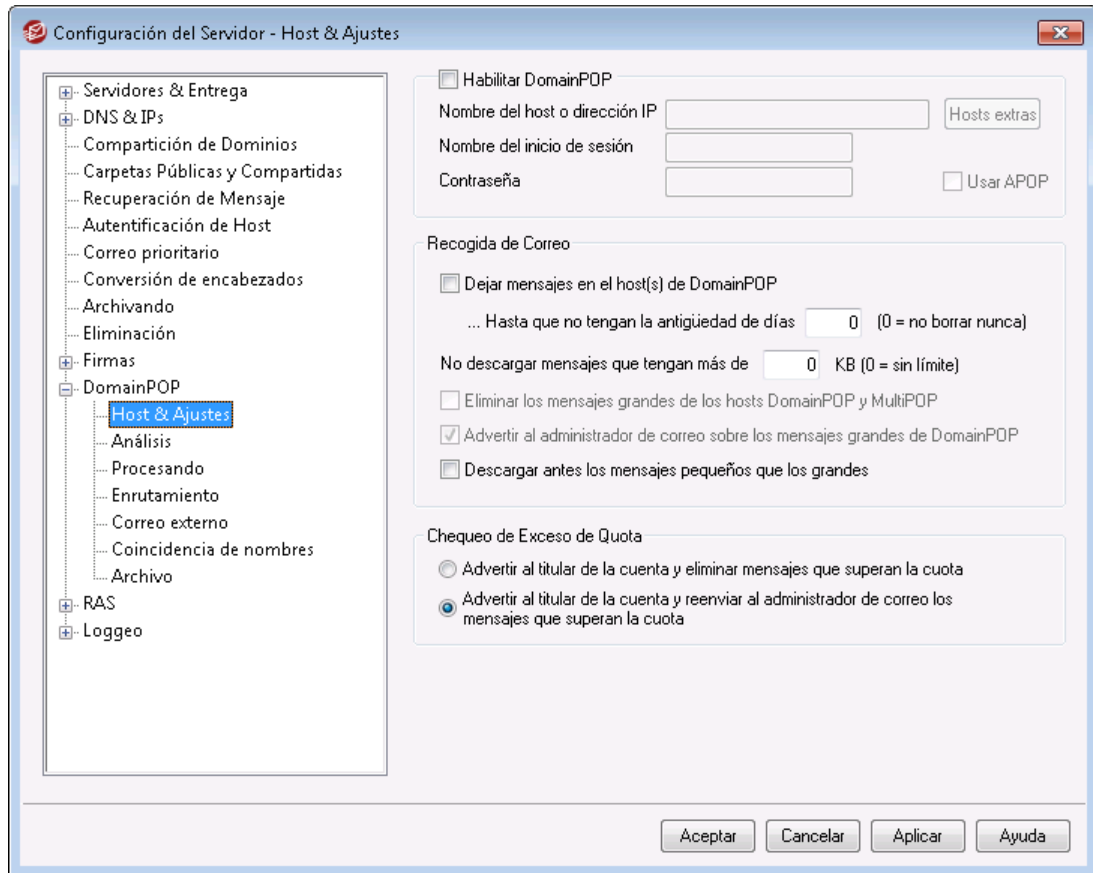 Configuración del Servidor - Host & Ajustes
Servidores & Entrega
DNS & IPs
Compartición de Dominios
Carpetas Públicas y Compartidas
Recuperación de Mensaje
Autentificación de Host
Correo prioritario
Conversión de encabezados
Archivando
Eliminación
Firmas
DomainPOP
Host & Ajustes
Análisis
Procesando
Enrutamiento
Correo externo
Coincidencia de nombres
Archivo
RAS
Loggeo
Habilitar DomainPOP
Nombre del host o dirección IP
Hosts extras
Nombre del inicio de sesión
Contraseña
Usar APOP
Recogida de Correo
Dejar mensajes en el host(s) de DomainPOP
... Hasta que no tengan la antigüedad de días 0 (0 = no borrar nunca)
No descargar mensajes que tengan más de 0 KB (0 = sin límite)
Eliminar los mensajes grandes de los hosts DomainPOP y MultiPOP
Advertir al administrador de correo sobre los mensajes grandes de DomainPOP
Descargar antes los mensajes pequeños que los grandes
Chequeo de Exceso de Quota
Advertir al titular de la cuenta y eliminar mensajes que superan la cuota
Advertir al titular de la cuenta y reenviar al administrador de correo los
mensajes que superan la cuota
Aceptar
Cancelar
Aplicar
Ayuda